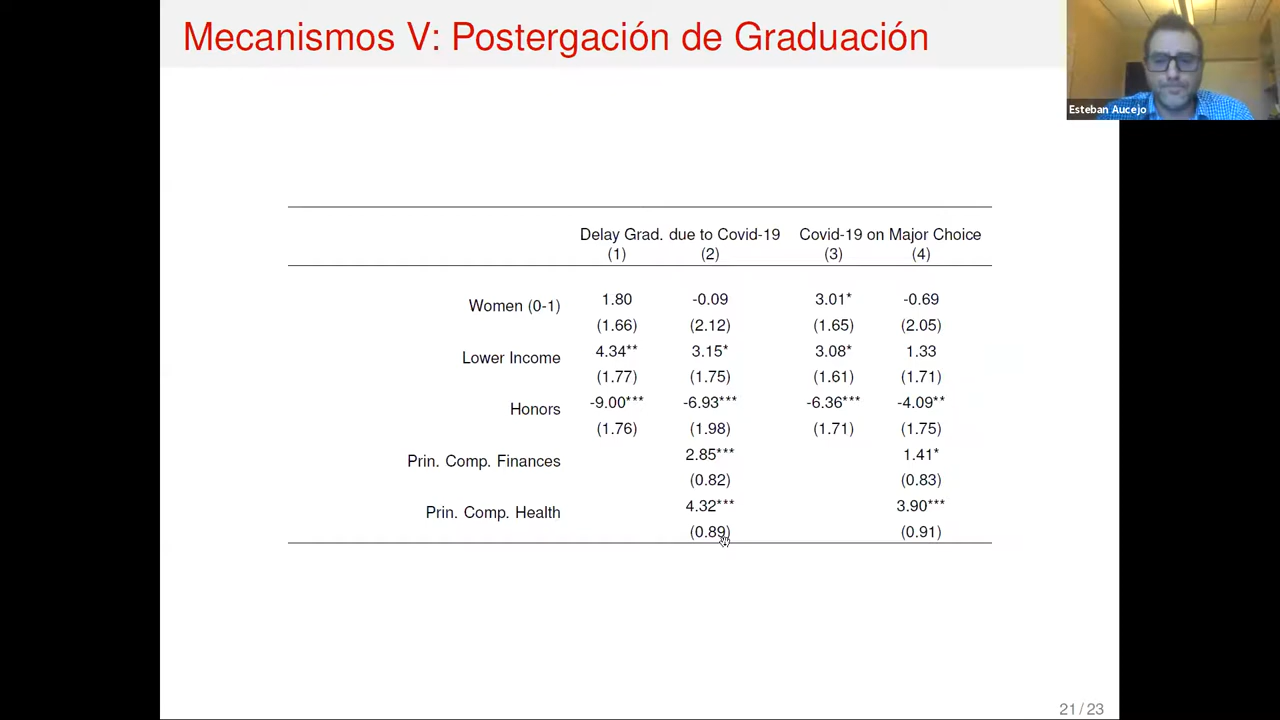 Mecanismos V: Postergación de Graduación
Esteban Aucejo
Delay Grad. due to Covid-19 Covid-19 on Major Choice
(1) (2) (3) (4)
Women (0-1) 1.80 -0.09 3.01* -0.69
(1.66) (2.12) (1.65) (2.05)
Lower Income 4.34** 3.15* 3.08* 1.33
(1.77) (1.75) (1.61) (1.71)
Honors -9.00*** -6.93*** -6.36*** -4.09**
(1.76) (1.98) (1.71) (1.75)
Prin. Comp. Finances 2.85*** 1.41*
(0.82) (0.83)
Prin. Comp. Health 4.32*** 3.90***
(0.89) (0.91)
21 / 23